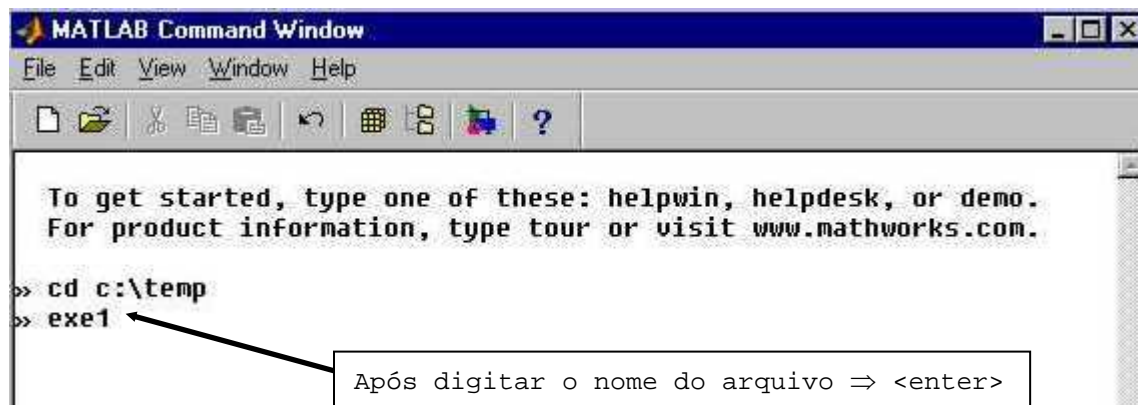 MATLAB Command Window
File Edit View Window Help
?
To get started, type one of these: helpwin, helpdesk, or demo.
For product information, type tour or visit www.mathworks.com.
» cd c:\temp
» exe1
Após digitar o nome do arquivo ⇒ <enter>